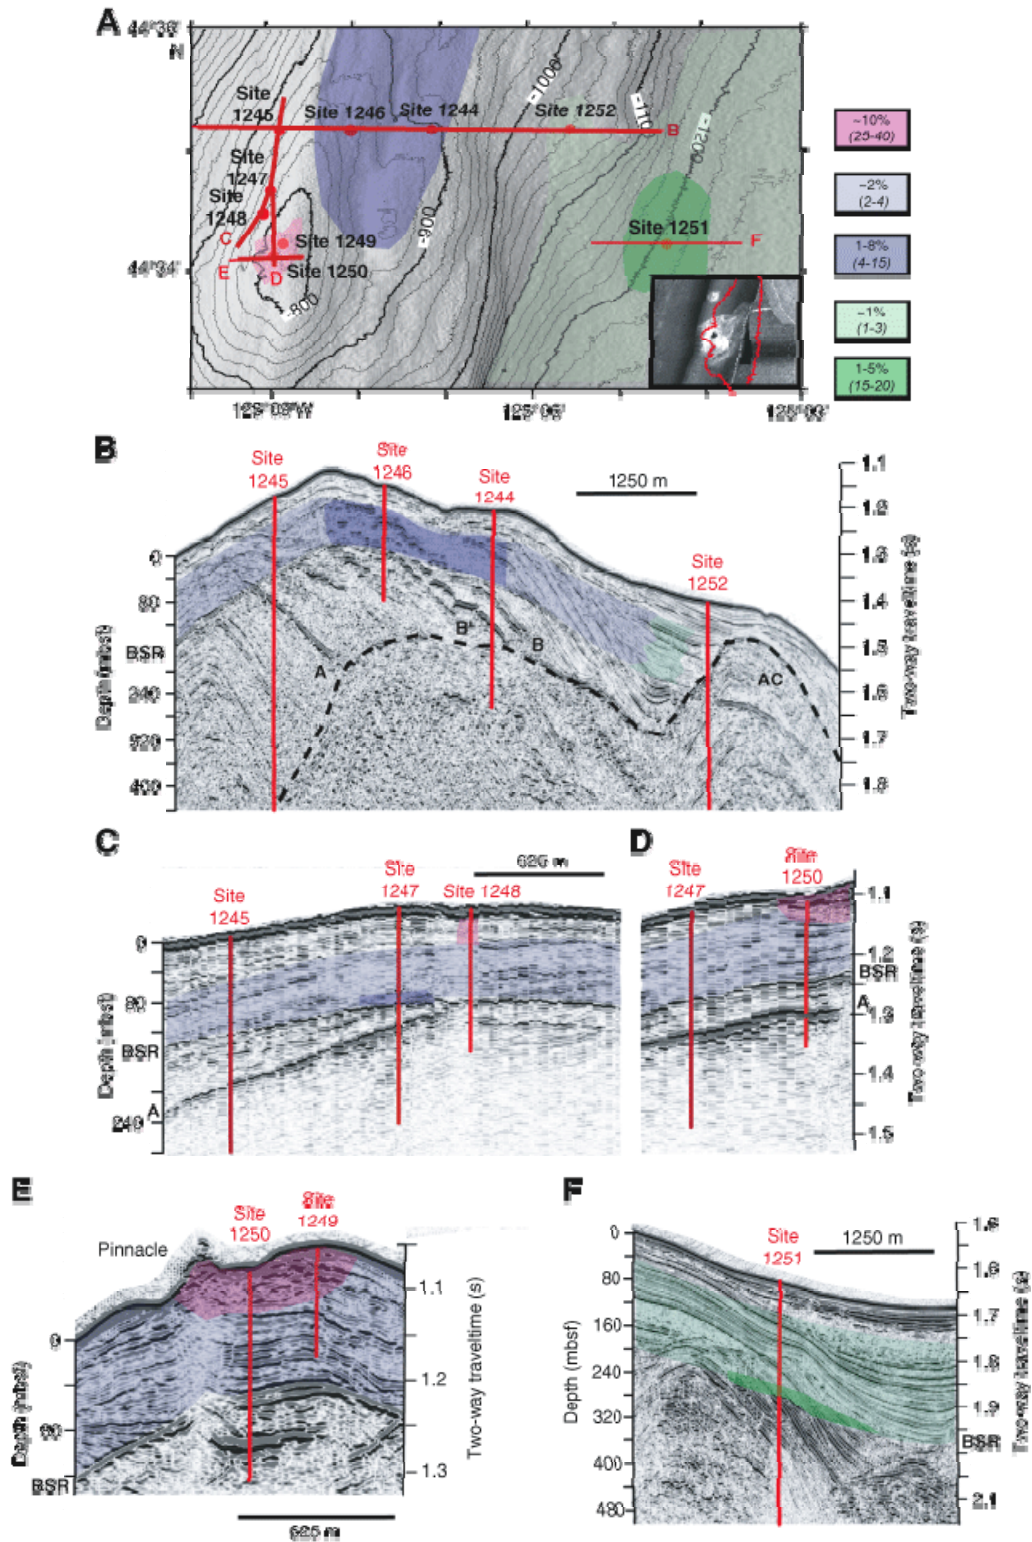 A
N
Site
1245
Site 1246
Site 1244
Site 1252
-1000
-1200
B
Site
1247
Site
1248
-900
C
Site 1249
Site 1251
F
44°34'
E
D
Site 1250
-800
~10%
(25-40)
~2%
(2-4)
1-8%
(4-15)
~1%
(1-3)
1-5%
(15-20)
B
Site
1245
Site
1246
Site
1244
1250 m
Site
1252
1.1
1.4
1.7
1.8
0
80
BSR
240
320
400
Depth (mbsf)
Two-way traveltime (s)
A
B'
B
AC
C
Site
1245
Site
1247
Site 1248
625 m
0
80
BSR
A
240
Depth (mbsf)
D
Site
1247
Site
1250
1.1
1.2
BSR
A
1.3
1.4
1.5
Two-way traveltime (s)
E
Pinnacle
Site
1250
Site
1249
1.1
1.2
1.3
Two-way traveltime (s)
0
BSR
Depth (mbsf)
625 m
F
Site
1251
1250 m
0
80
160
240
320
400
480
Depth (mbsf)
1.6
1.7
1.8
1.9
BSR
2.1
Two-way traveltime (s)